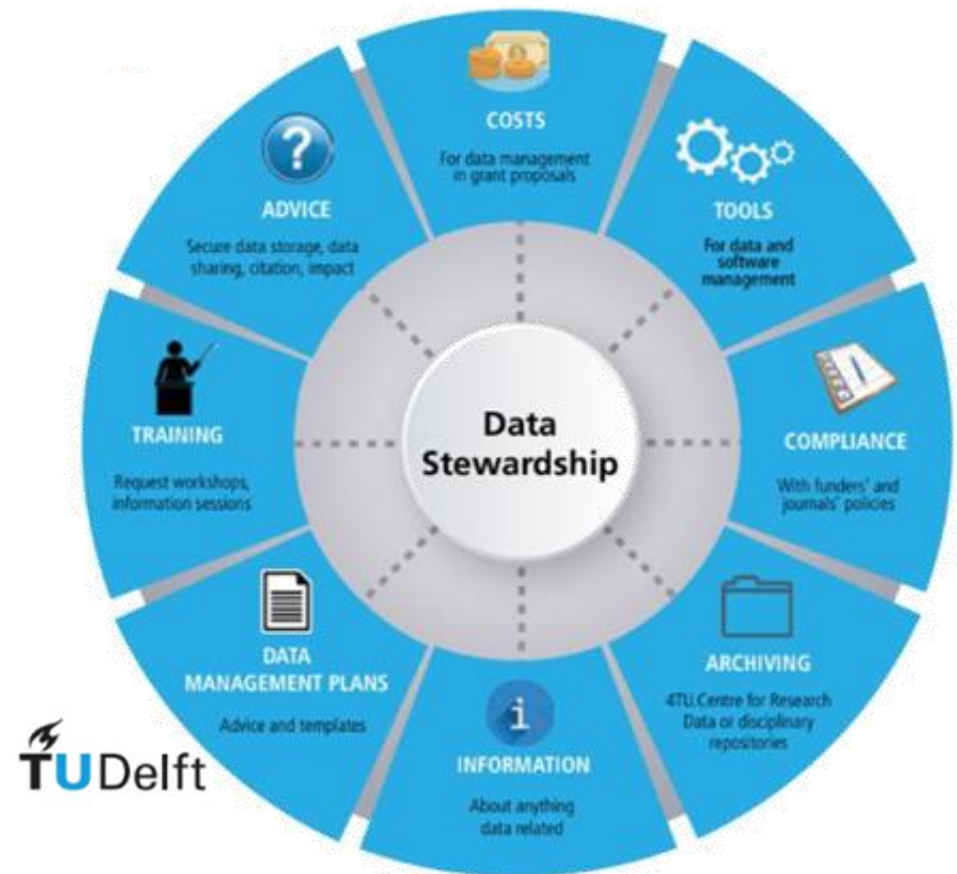 COSTS
For data management
in grant proposals
TOOLS
For data and
software
management
COMPLIANCE
With funders' and
journals' policies
ARCHIVING
4TU.Centre for Research
Data or disciplinary
repositories
i
INFORMATION
About anything
data related
DATA
MANAGEMENT PLANS
Advice and templates
TRAINING
Request workshops,
information sessions
?
ADVICE
Secure data storage, data
sharing, citation, impact
Data
Stewardship
TUDelft